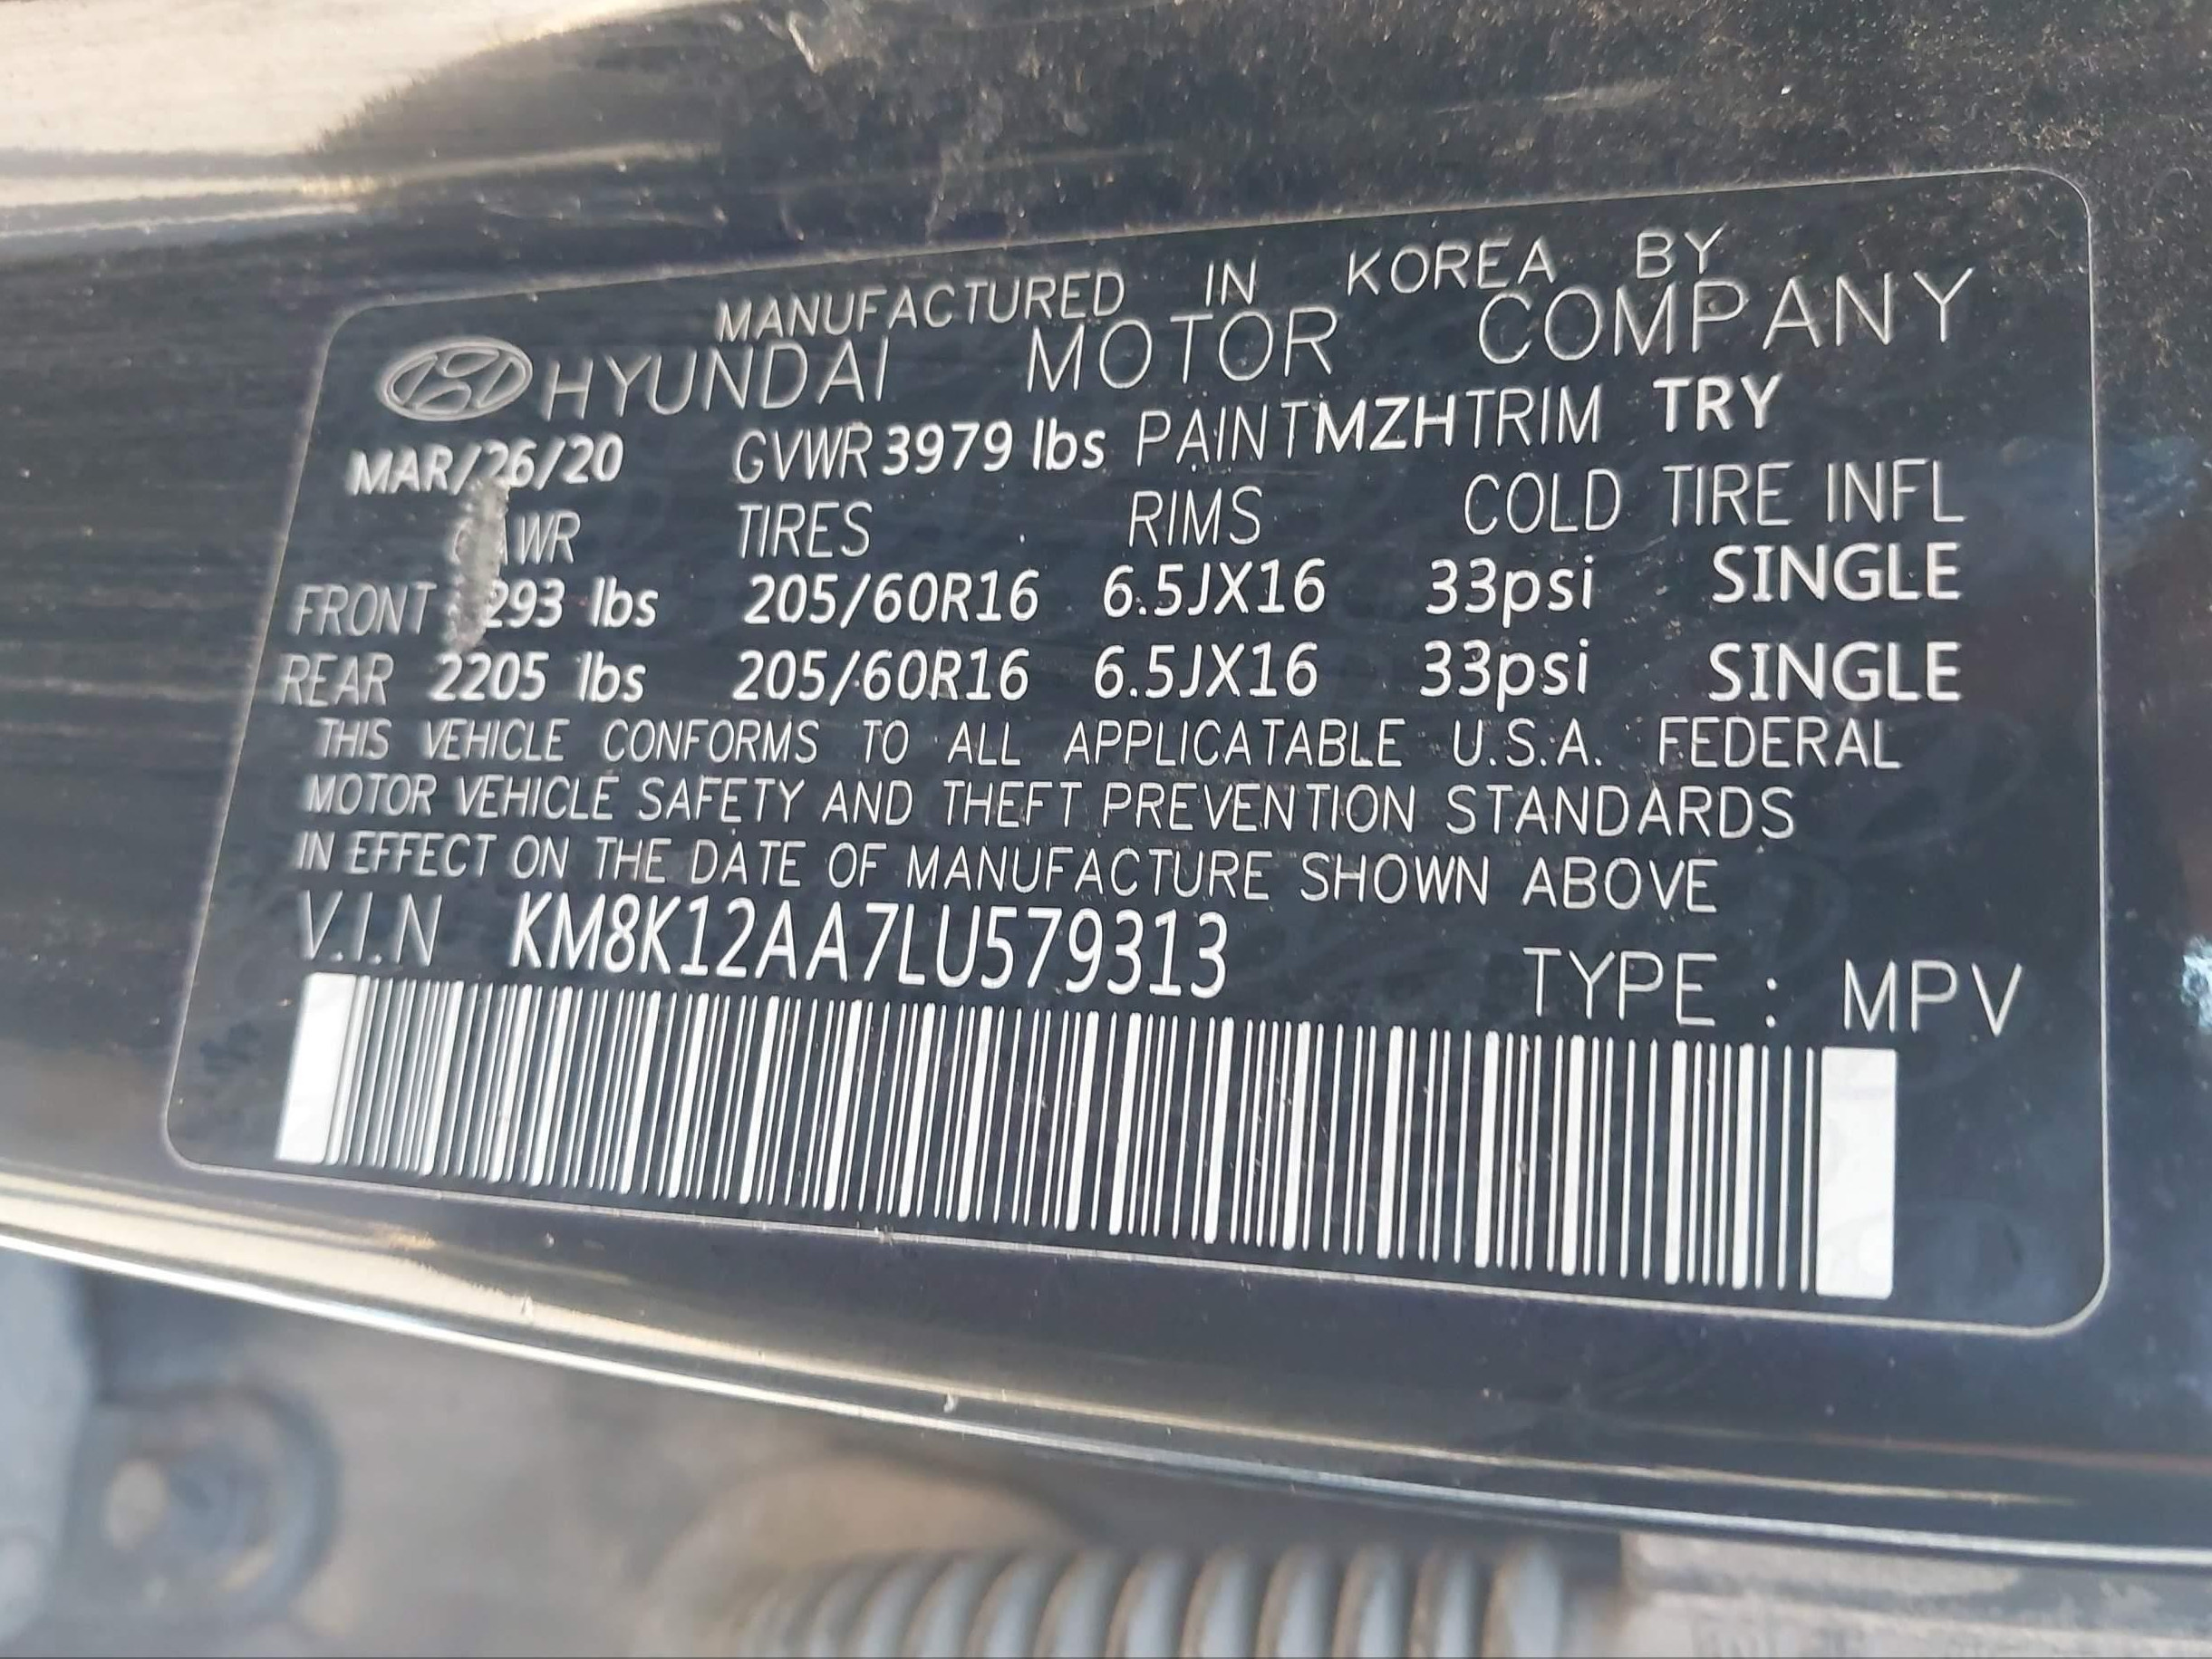 MANUFACTURED IN KOREA BY
HYUNDAI MOTOR COMPANY
MAR/26/20 GVWR 3979 lbs PAINT MZH TRIM TRY
GAWR TIRES RIMS COLD TIRE INFL
FRONT lbs 205/60R16 6.5JX16 33psi SINGLE
REAR 2205 lbs 205/60R16 6.5JX16 33psi SINGLE
THIS VEHICLE CONFORMS TO ALL APPLICATABLE U.S.A. FEDERAL
MOTOR VEHICLE SAFETY AND THEFT PREVENTION STANDARDS
IN EFFECT ON THE DATE OF MANUFACTURE SHOWN ABOVE
V.I.N KM8K12AA7LU579313
TYPE : MPV